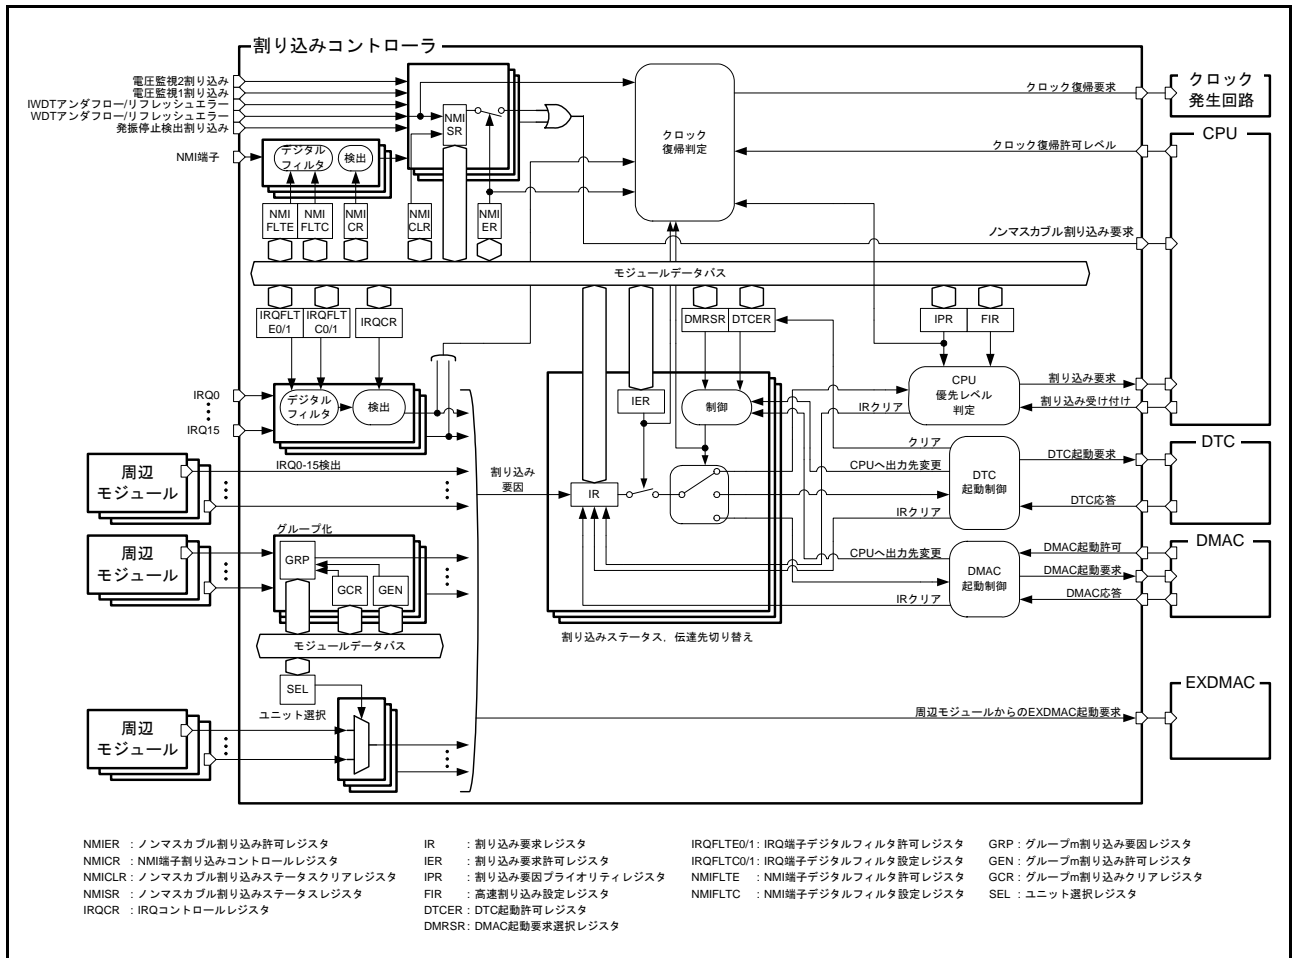 割り込みコントローラ
電圧監視2割り込み
電圧監視1割り込み
IWDTアンダフロー/リフレッシュエラー
WDTアンダフロー/リフレッシュエラー
発振停止検出割り込み
NMI端子
デジタル
フィルタ
検出
NMI
SR
NMI
FLTE
NMI
FLTC
NMI
CR
NMI
CLR
NMI
ER
クロック
復帰判定
クロック復帰要求
クロック
発生回路
クロック復帰許可レベル
CPU
ノンマスカブル割り込み要求
モジュールデータバス
IRQFLT
E0/1
IRQFLT
C0/1
IRQCR
DMRSR
DTCER
IPR
FIR
IRQ0
IRQ15
デジタル
フィルタ
検出
IER
制御
CPU
優先レベル
判定
割り込み要求
割り込み受け付け
IRクリア
クリア
CPUへ出力先変更
DTC
起動制御
DTC起動要求
DTC応答
DTC
IRクリア
周辺
モジュール
IRQ0-15検出
割り込み
要因
IR
周辺
モジュール
グループ化
GRP
GCR
GEN
モジュールデータバス
CPUへ出力先変更
DMAC
起動制御
IRクリア
DMAC起動許可
DMAC起動要求
DMAC応答
DMAC
割り込みステータス, 伝達先切り替え
SEL
ユニット選択
周辺
モジュール
周辺モジュールからのEXDMAC起動要求
EXDMAC
NMIER : ノンマスカブル割り込み許可レジスタ
NMICR : NMI端子割り込みコントロールレジスタ
NMICLR : ノンマスカブル割り込みステータスクリアレジスタ
NMISR : ノンマスカブル割り込みステータスレジスタ
IRQCR : IRQコントロールレジスタ
IR : 割り込み要求レジスタ
IER : 割り込み要求許可レジスタ
IPR : 割り込み要因プライオリティレジスタ
FIR : 高速割り込み設定レジスタ
DTCER : DTC起動許可レジスタ
DMRSR : DMAC起動要求選択レジスタ
IRQFLTE0/1 : IRQ端子デジタルフィルタ許可レジスタ
IRQFLTC0/1 : IRQ端子デジタルフィルタ設定レジスタ
NMIFLTE : NMI端子デジタルフィルタ許可レジスタ
NMIFLTC : NMI端子デジタルフィルタ設定レジスタ
GRP : グループm割り込み要因レジスタ
GEN : グループm割り込み許可レジスタ
GCR : グループm割り込みクリアレジスタ
SEL : ユニット選択レジスタ